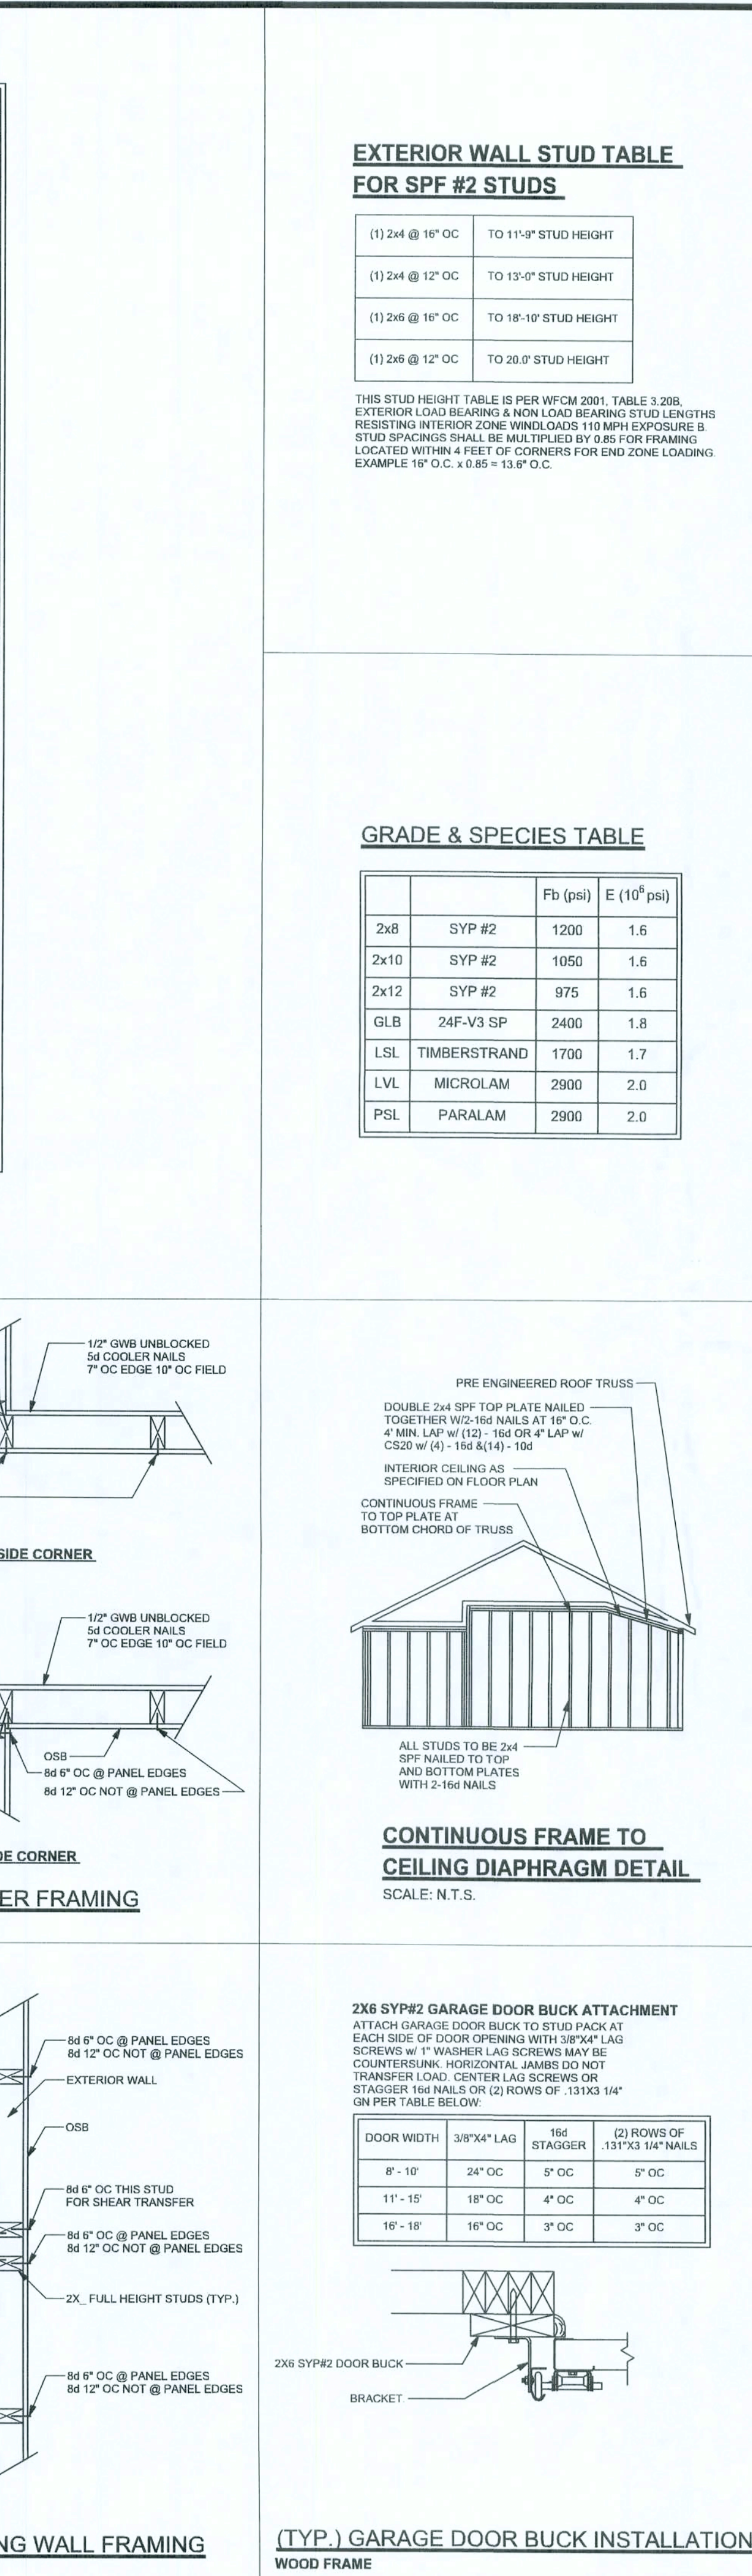 EXTERIOR WALL STUD TABLE
FOR SPF #2 STUDS
(1) 2x4 @ 16" OC TO 11'-9" STUD HEIGHT
(1) 2x4 @ 12" OC TO 13'-0" STUD HEIGHT
(1) 2x6 @ 16" OC TO 18'-10' STUD HEIGHT
(1) 2x6 @ 12" OC TO 20.0' STUD HEIGHT
THIS STUD HEIGHT TABLE IS PER WFCM 2001, TABLE 3.20B,
EXTERIOR LOAD BEARING & NON LOAD BEARING STUD LENGTHS
RESISTING INTERIOR ZONE WINDLOADS 110 MPH EXPOSURE B.
STUD SPACINGS SHALL BE MULTIPLIED BY 0.85 FOR FRAMING
LOCATED WITHIN 4 FEET OF CORNERS FOR END ZONE LOADING.
EXAMPLE 16" O.C. x 0.85 = 13.6" O.C.
GRADE & SPECIES TABLE
Fb (psi) E (10⁶ psi)
2x8 SYP #2 1200 1.6
2x10 SYP #2 1050 1.6
2x12 SYP #2 975 1.6
GLB 24F-V3 SP 2400 1.8
LSL TIMBERSTRAND 1700 1.7
LVL MICROLAM 2900 2.0
PSL PARALAM 2900 2.0
1/2" GWB UNBLOCKED
5d COOLER NAILS
7" OC EDGE 10" OC FIELD
SIDE CORNER
1/2" GWB UNBLOCKED
5d COOLER NAILS
7" OC EDGE 10" OC FIELD
OSB
8d 6" OC @ PANEL EDGES
8d 12" OC NOT @ PANEL EDGES
DE CORNER
ER FRAMING
PRE ENGINEERED ROOF TRUSS
DOUBLE 2x4 SPF TOP PLATE NAILED
TOGETHER W/2-16d NAILS AT 16" O.C.
4' MIN. LAP w/ (12) - 16d OR 4" LAP w/
CS20 w/ (4) - 16d &(14) - 10d
INTERIOR CEILING AS
SPECIFIED ON FLOOR PLAN
CONTINUOUS FRAME
TO TOP PLATE AT
BOTTOM CHORD OF TRUSS
ALL STUDS TO BE 2x4
SPF NAILED TO TOP
AND BOTTOM PLATES
WITH 2-16d NAILS
CONTINUOUS FRAME TO
CEILING DIAPHRAGM DETAIL
SCALE: N.T.S.
8d 6" OC @ PANEL EDGES
8d 12" OC NOT @ PANEL EDGES
EXTERIOR WALL
OSB
8d 6" OC THIS STUD
FOR SHEAR TRANSFER
8d 6" OC @ PANEL EDGES
8d 12" OC NOT @ PANEL EDGES
2X_ FULL HEIGHT STUDS (TYP.)
8d 6" OC @ PANEL EDGES
8d 12" OC NOT @ PANEL EDGES
NG WALL FRAMING
2X6 SYP#2 GARAGE DOOR BUCK ATTACHMENT
ATTACH GARAGE DOOR BUCK TO STUD PACK AT
EACH SIDE OF DOOR OPENING WITH 3/8"X4" LAG
SCREWS w/ 1" WASHER LAG SCREWS MAY BE
COUNTERSUNK. HORIZONTAL JAMBS DO NOT
TRANSFER LOAD. CENTER LAG SCREWS OR
STAGGER 16d NAILS OR (2) ROWS OF .131X3 1/4"
GN PER TABLE BELOW:
DOOR WIDTH 3/8"X4" LAG 16d STAGGER (2) ROWS OF .131"X3 1/4" NAILS
8' - 10' 24" OC 5" OC 5" OC
11' - 15' 18" OC 4" OC 4" OC
16' - 18' 16" OC 3" OC 3" OC
2X6 SYP#2 DOOR BUCK
BRACKET
(TYP.) GARAGE DOOR BUCK INSTALLATION
WOOD FRAME